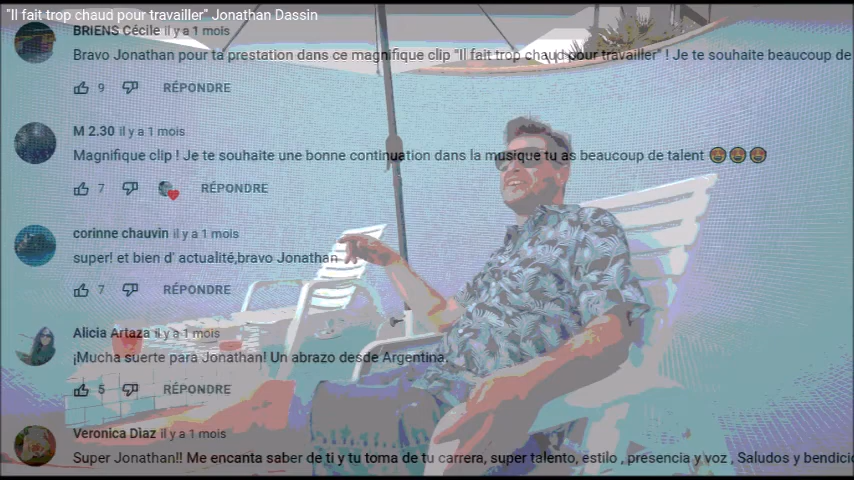 "Il fait trop chaud pour travailler" Jonathan Dassin
BRIENS Cécile il y a 1 mois
Bravo Jonathan pour ta prestation dans ce magnifique clip "Il fait trop chaud pour travailler" ! Je te souhaite beaucoup de
9 RÉPONDRE
M 2.30 il y a 1 mois
Magnifique clip ! Je te souhaite une bonne continuation dans la musique tu as beaucoup de talent
7 RÉPONDRE
corinne chauvin il y a 1 mois
super! et bien d' actualité,bravo Jonathan
7 RÉPONDRE
Alicia Artaza il y a 1 mois
¡Mucha suerte para Jonathan! Un abrazo desde Argentina.
5 RÉPONDRE
Veronica Diaz il y a 1 mois
Super Jonathan!! Me encanta saber de ti y tu toma de tu carrera, super talento, estilo , presencia y voz , Saludos y bendicio